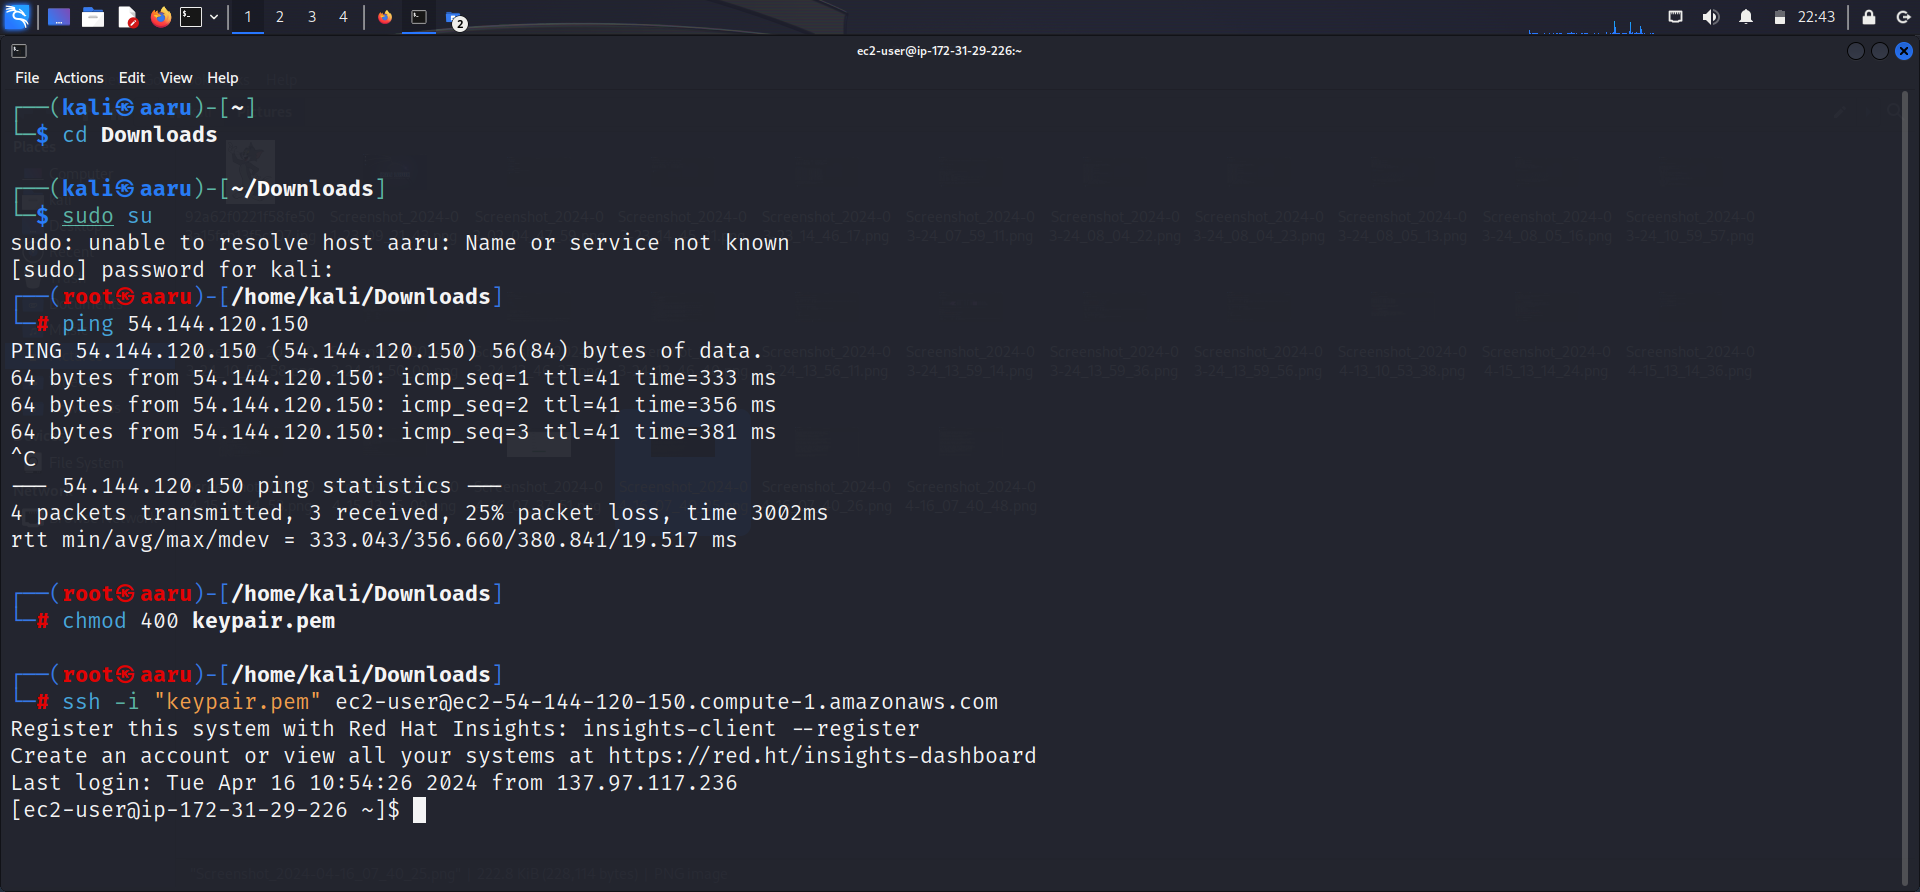 1 2 3 4 2 22:43
ec2-user@ip-172-31-29-226:~
File Actions Edit View Help
┌──(kali㉿aaru)-[~]
└─$ cd Downloads
┌──(kali㉿aaru)-[~/Downloads]
└─$ sudo su
sudo: unable to resolve host aaru: Name or service not known
[sudo] password for kali:
┌──(root㉿aaru)-[/home/kali/Downloads]
└─# ping 54.144.120.150
PING 54.144.120.150 (54.144.120.150) 56(84) bytes of data.
64 bytes from 54.144.120.150: icmp_seq=1 ttl=41 time=333 ms
64 bytes from 54.144.120.150: icmp_seq=2 ttl=41 time=356 ms
64 bytes from 54.144.120.150: icmp_seq=3 ttl=41 time=381 ms
^C
--- 54.144.120.150 ping statistics ---
4 packets transmitted, 3 received, 25% packet loss, time 3002ms
rtt min/avg/max/mdev = 333.043/356.660/380.841/19.517 ms
┌──(root㉿aaru)-[/home/kali/Downloads]
└─# chmod 400 keypair.pem
┌──(root㉿aaru)-[/home/kali/Downloads]
└─# ssh -i "keypair.pem" ec2-user@ec2-54-144-120-150.compute-1.amazonaws.com
Register this system with Red Hat Insights: insights-client --register
Create an account or view all your systems at https://red.ht/insights-dashboard
Last login: Tue Apr 16 10:54:26 2024 from 137.97.117.236
[ec2-user@ip-172-31-29-226 ~]$